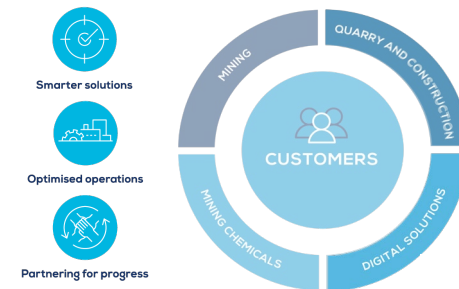 Smarter solutions
Optimised operations
Partnering for progress
MINING
QUARRY AND CONSTRUCTION
CUSTOMERS
MINING CHEMICALS
DIGITAL SOLUTIONS